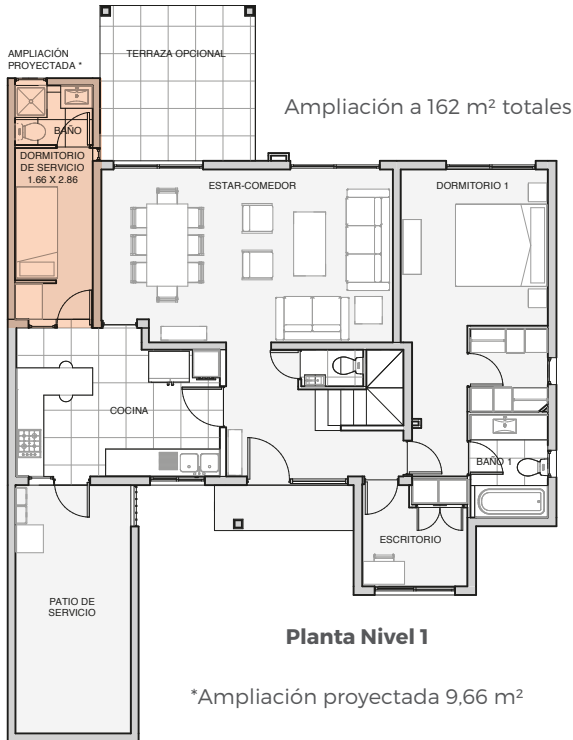 AMPLIACIÓN
PROYECTADA *
TERRAZA OPCIONAL
Ampliación a 162 m² totales
BAÑO
DORMITORIO
DE SERVICIO
1.66 X 2.86
ESTAR-COMEDOR
DORMITORIO 1
COCINA
BAÑO 1
ESCRITORIO
PATIO DE
SERVICIO
Planta Nivel 1
*Ampliación proyectada 9,66 m²